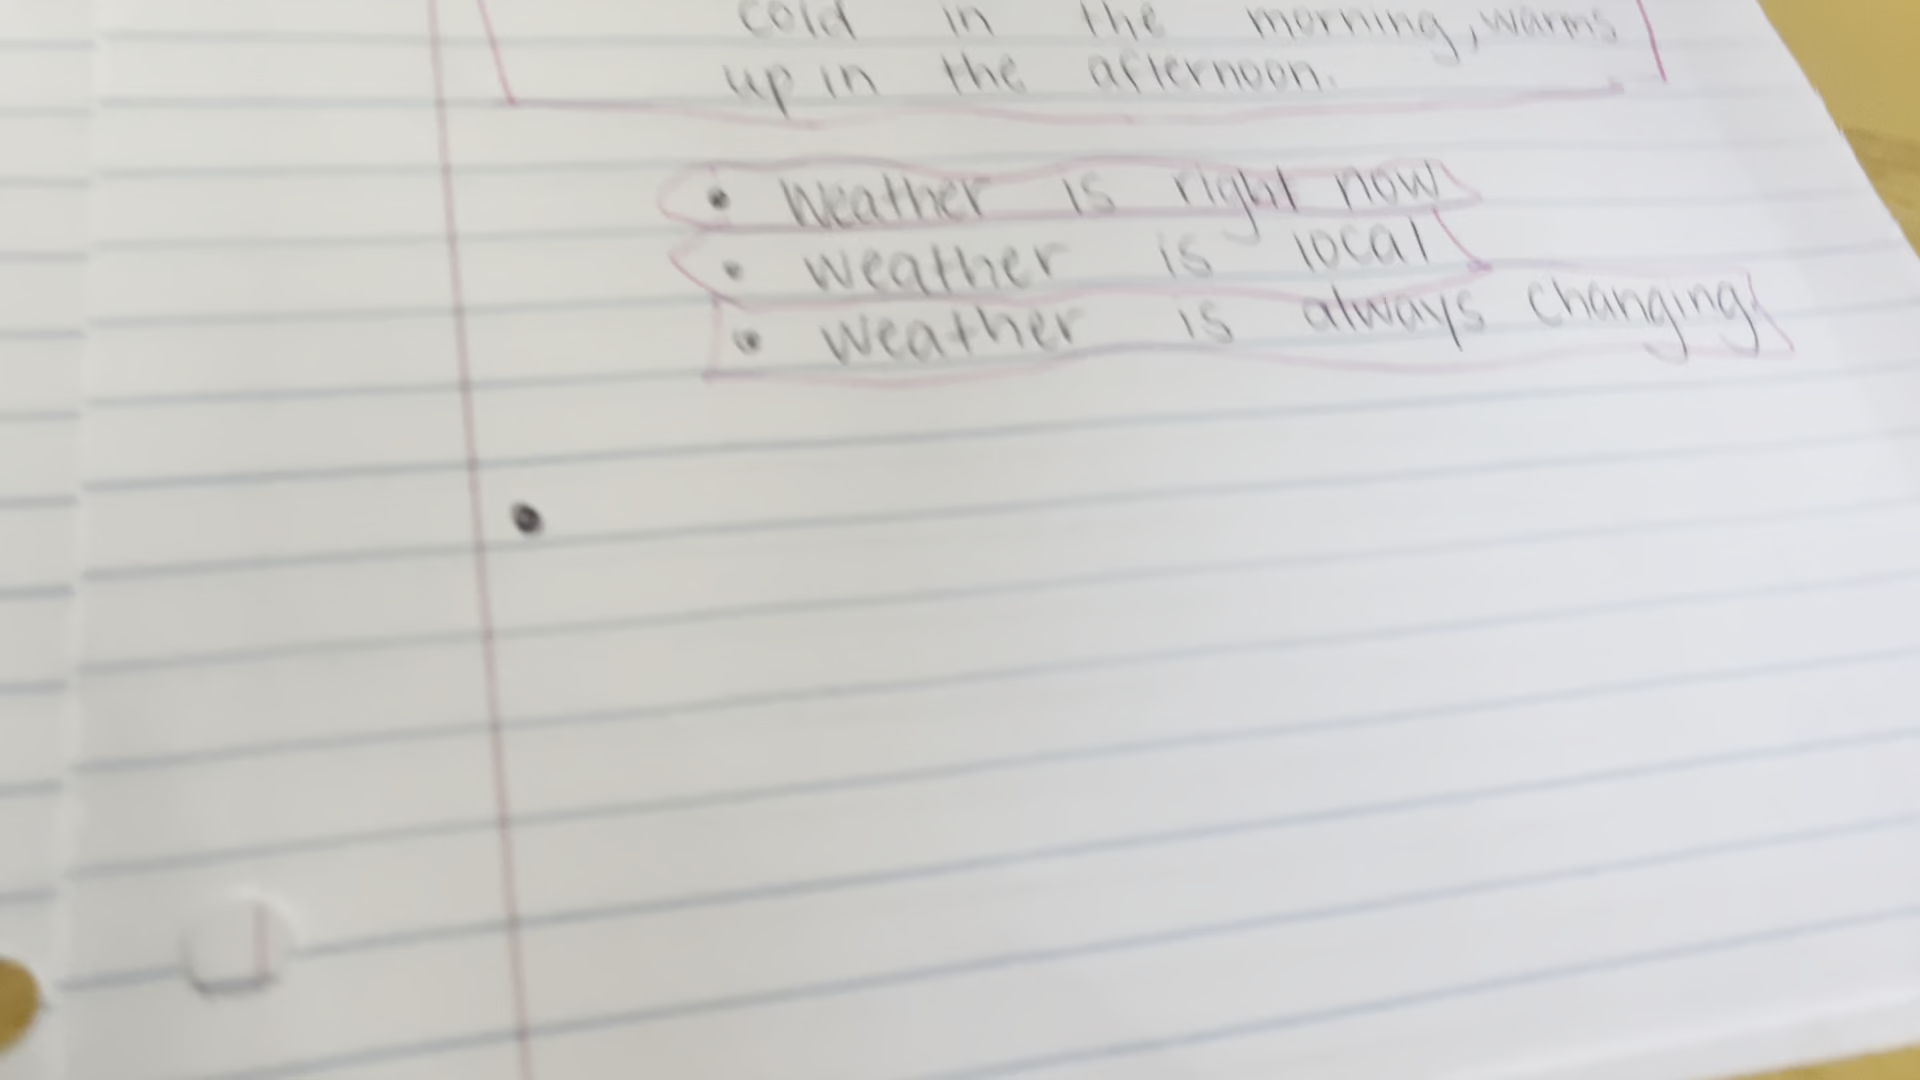 cold in the morning, warms
up in the afternoon.
• Weather is right now
• weather is local
• weather is always changing
•